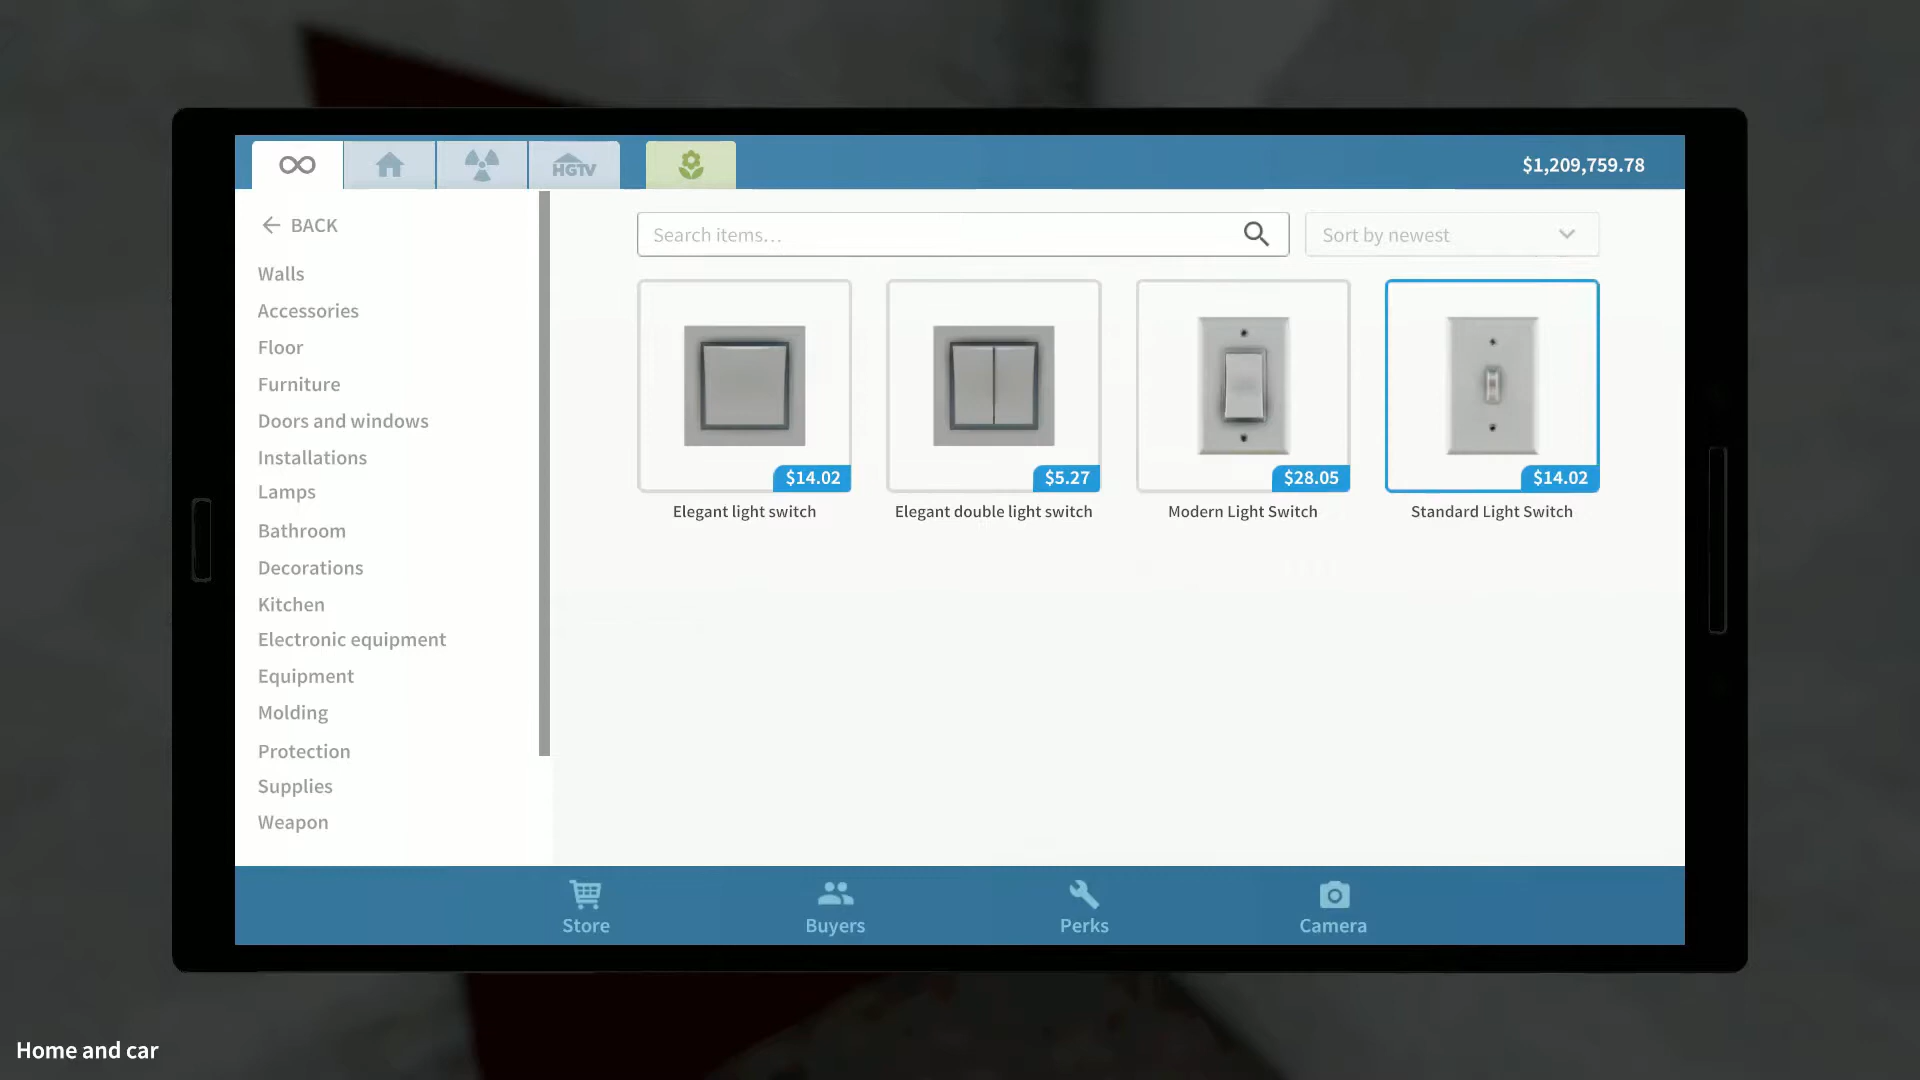 HGTV
$1,209,759.78
BACK
Search items...
Sort by newest
Walls
Accessories
Floor
Furniture
Doors and windows
Installations
Lamps
Bathroom
Decorations
Kitchen
Electronic equipment
Equipment
Molding
Protection
Supplies
Weapon
$14.02
$5.27
$28.05
$14.02
Elegant light switch
Elegant double light switch
Modern Light Switch
Standard Light Switch
Store
Buyers
Perks
Camera
Home and car